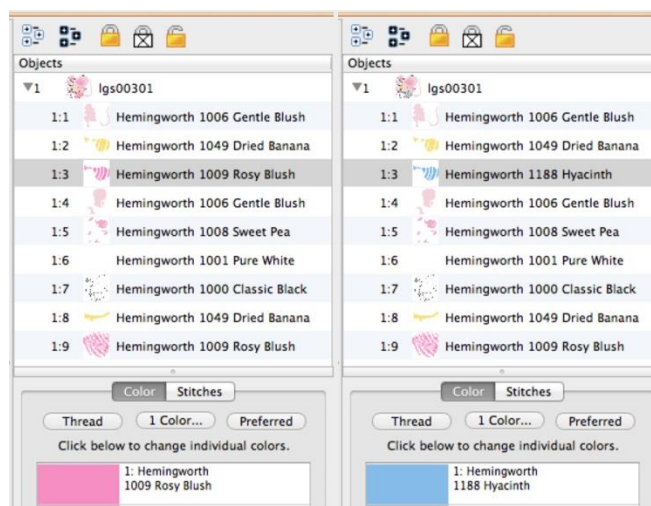 Objects
▼1 lgs00301
1:1 Hemingworth 1006 Gentle Blush
1:2 Hemingworth 1049 Dried Banana
1:3 Hemingworth 1009 Rosy Blush
1:4 Hemingworth 1006 Gentle Blush
1:5 Hemingworth 1008 Sweet Pea
1:6 Hemingworth 1001 Pure White
1:7 Hemingworth 1000 Classic Black
1:8 Hemingworth 1049 Dried Banana
1:9 Hemingworth 1009 Rosy Blush
Color Stitches
Thread 1 Color... Preferred
Click below to change individual colors.
1: Hemingworth
1009 Rosy Blush
Objects
▼1 lgs00301
1:1 Hemingworth 1006 Gentle Blush
1:2 Hemingworth 1049 Dried Banana
1:3 Hemingworth 1188 Hyacinth
1:4 Hemingworth 1006 Gentle Blush
1:5 Hemingworth 1008 Sweet Pea
1:6 Hemingworth 1001 Pure White
1:7 Hemingworth 1000 Classic Black
1:8 Hemingworth 1049 Dried Banana
1:9 Hemingworth 1009 Rosy Blush
Color Stitches
Thread 1 Color... Preferred
Click below to change individual colors.
1: Hemingworth
1188 Hyacinth